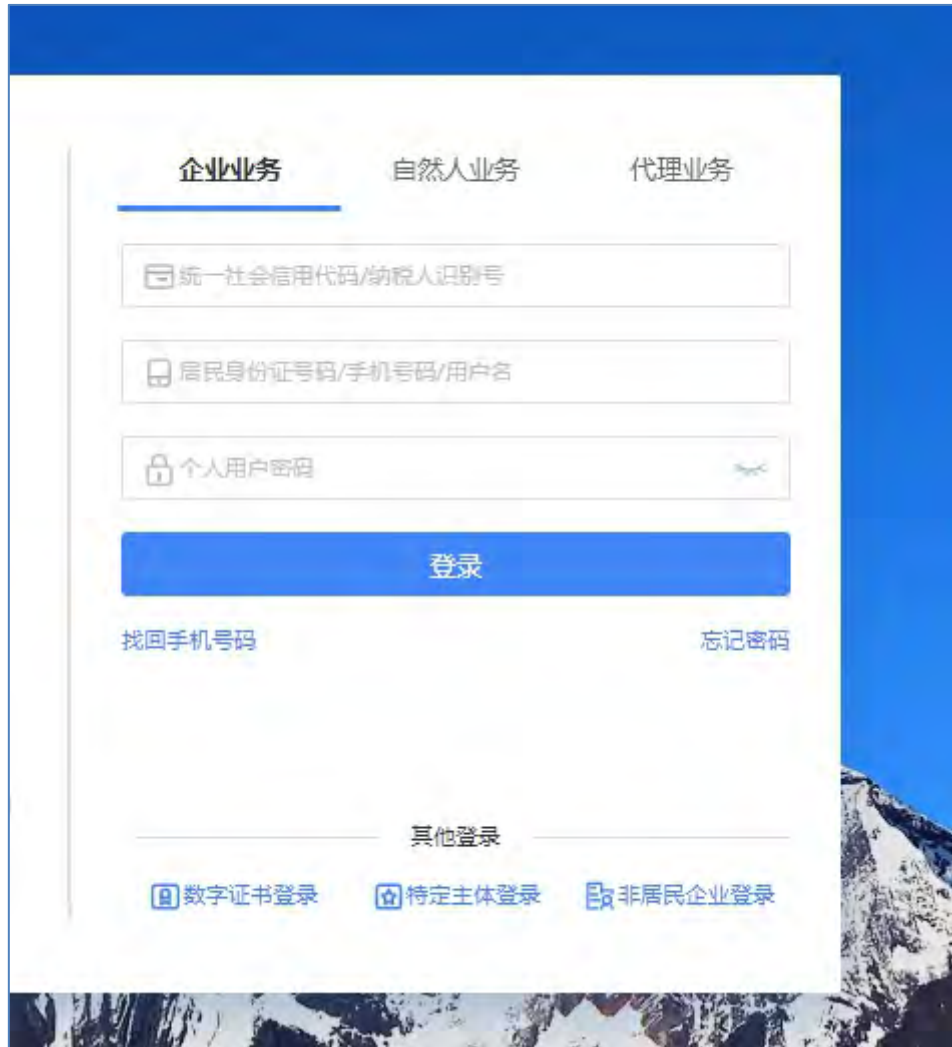 企业业务 自然人业务 代理业务
统一社会信用代码/纳税人识别号
居民身份证号码/手机号码/用户名
个人用户密码
登录
找回手机号码 忘记密码
其他登录
数字证书登录 特定主体登录 非居民企业登录